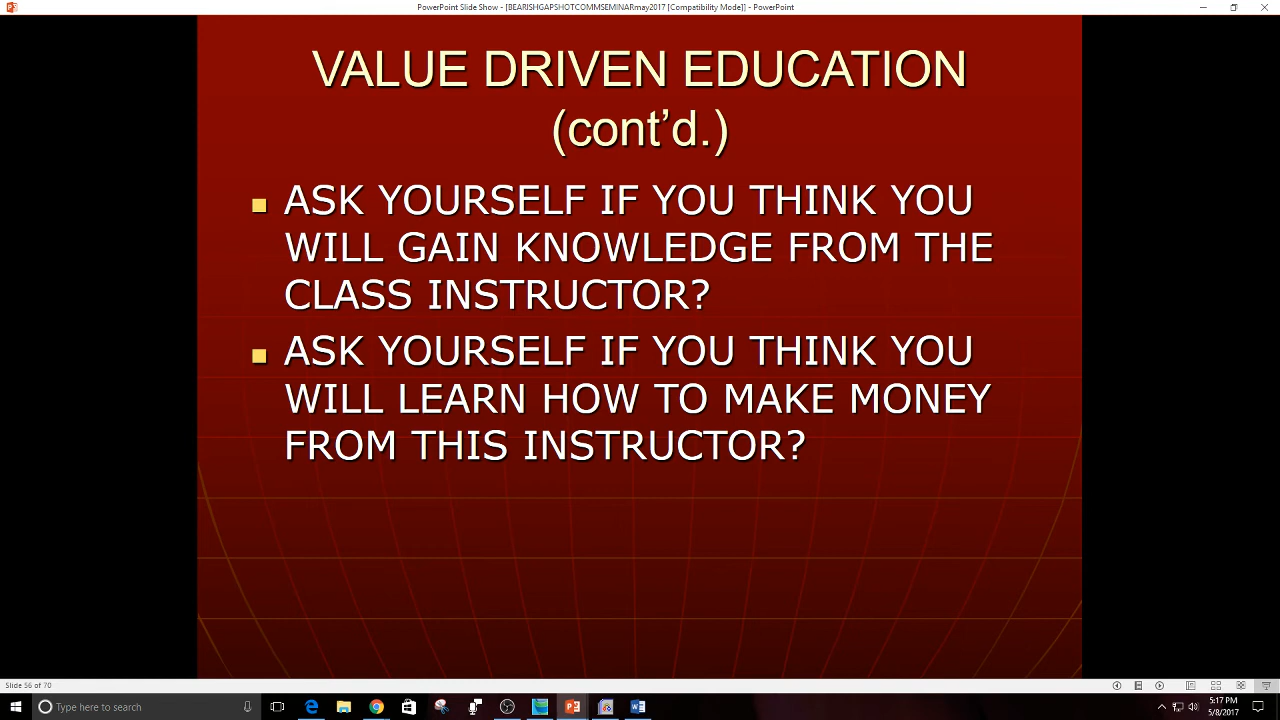 PowerPoint Slide Show - [BEARISHGAPSHOTCOMMSEMINARmay2017 [Compatibility Mode]] - PowerPoint
VALUE DRIVEN EDUCATION
(cont’d.)
ASK YOURSELF IF YOU THINK YOU
WILL GAIN KNOWLEDGE FROM THE
CLASS INSTRUCTOR?
ASK YOURSELF IF YOU THINK YOU
WILL LEARN HOW TO MAKE MONEY
FROM THIS INSTRUCTOR?
Slide 56 of 70
Type here to search
5:17 PM
5/8/2017